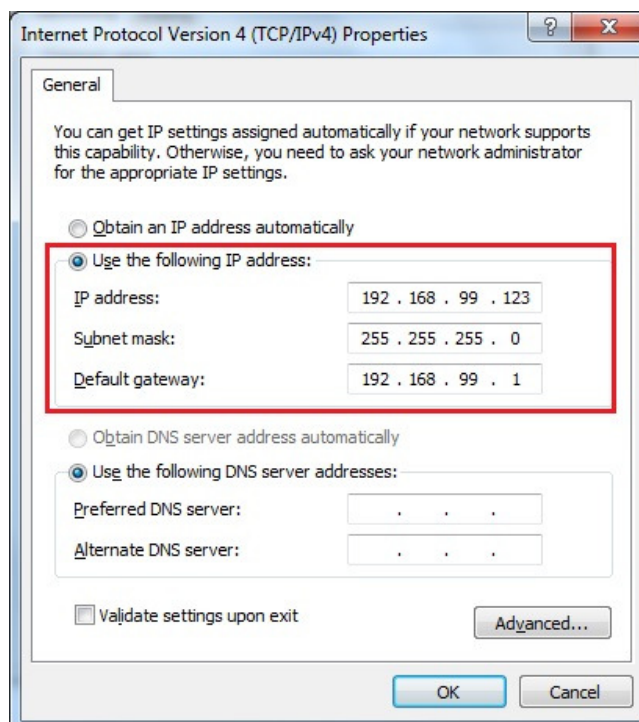 Internet Protocol Version 4 (TCP/IPv4) Properties
?
X
General
You can get IP settings assigned automatically if your network supports
this capability. Otherwise, you need to ask your network administrator
for the appropriate IP settings.
Obtain an IP address automatically
Use the following IP address:
IP address: 192 . 168 . 99 . 123
Subnet mask: 255 . 255 . 255 . 0
Default gateway: 192 . 168 . 99 . 1
Obtain DNS server address automatically
Use the following DNS server addresses:
Preferred DNS server: . . .
Alternate DNS server: . . .
Validate settings upon exit
Advanced...
OK Cancel